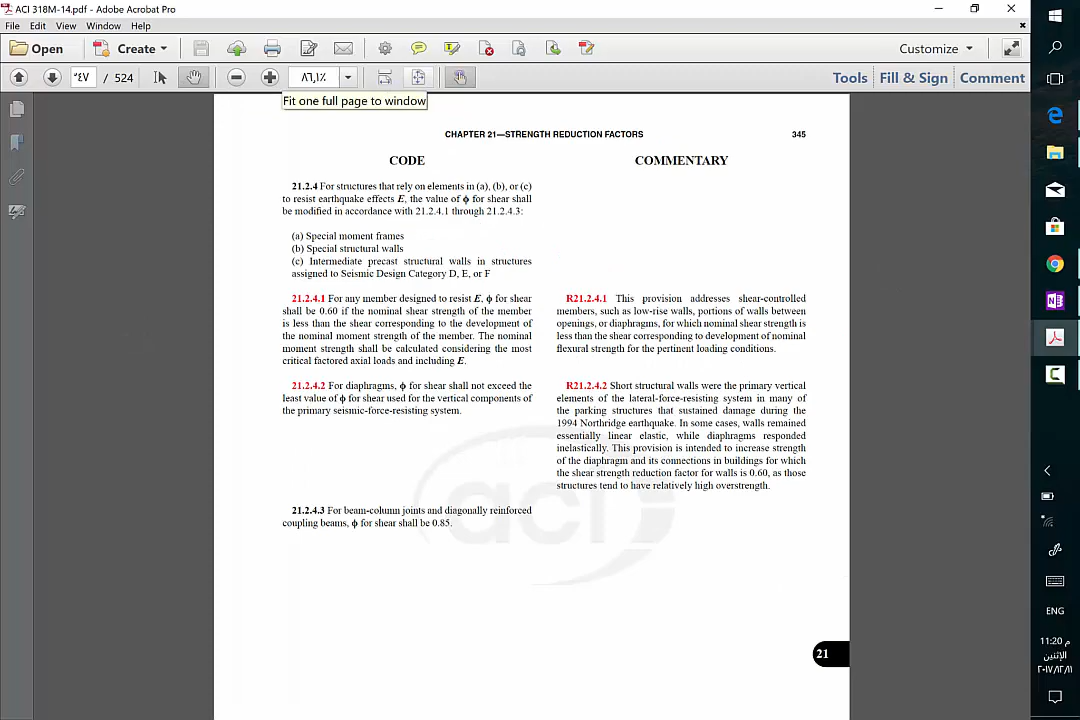 ACI 318M-14.pdf - Adobe Acrobat Pro
File Edit View Window Help
Open Create Customize
٣٤٧ / 524 ٨٦,١٪ Tools Fill & Sign Comment
Fit one full page to window
CHAPTER 21—STRENGTH REDUCTION FACTORS 345
CODE
21.2.4 For structures that rely on elements in (a), (b), or (c)
to resist earthquake effects E, the value of ϕ for shear shall
be modified in accordance with 21.2.4.1 through 21.2.4.3:
(a) Special moment frames
(b) Special structural walls
(c) Intermediate precast structural walls in structures
assigned to Seismic Design Category D, E, or F
21.2.4.1 For any member designed to resist E, ϕ for shear
shall be 0.60 if the nominal shear strength of the member
is less than the shear corresponding to the development of
the nominal moment strength of the member. The nominal
moment strength shall be calculated considering the most
critical factored axial loads and including E.
21.2.4.2 For diaphragms, ϕ for shear shall not exceed the
least value of ϕ for shear used for the vertical components of
the primary seismic-force-resisting system.
21.2.4.3 For beam-column joints and diagonally reinforced
coupling beams, ϕ for shear shall be 0.85.
COMMENTARY
R21.2.4.1 This provision addresses shear-controlled
members, such as low-rise walls, portions of walls between
openings, or diaphragms, for which nominal shear strength is
less than the shear corresponding to development of nominal
flexural strength for the pertinent loading conditions.
R21.2.4.2 Short structural walls were the primary vertical
elements of the lateral-force-resisting system in many of
the parking structures that sustained damage during the
1994 Northridge earthquake. In some cases, walls remained
essentially linear elastic, while diaphragms responded
inelastically. This provision is intended to increase strength
of the diaphragm and its connections in buildings for which
the shear strength reduction factor for walls is 0.60, as those
structures tend to have relatively high overstrength.
aci
21
ENG
11:20 م
الإثنين
٢٠١٧/١٢/١١